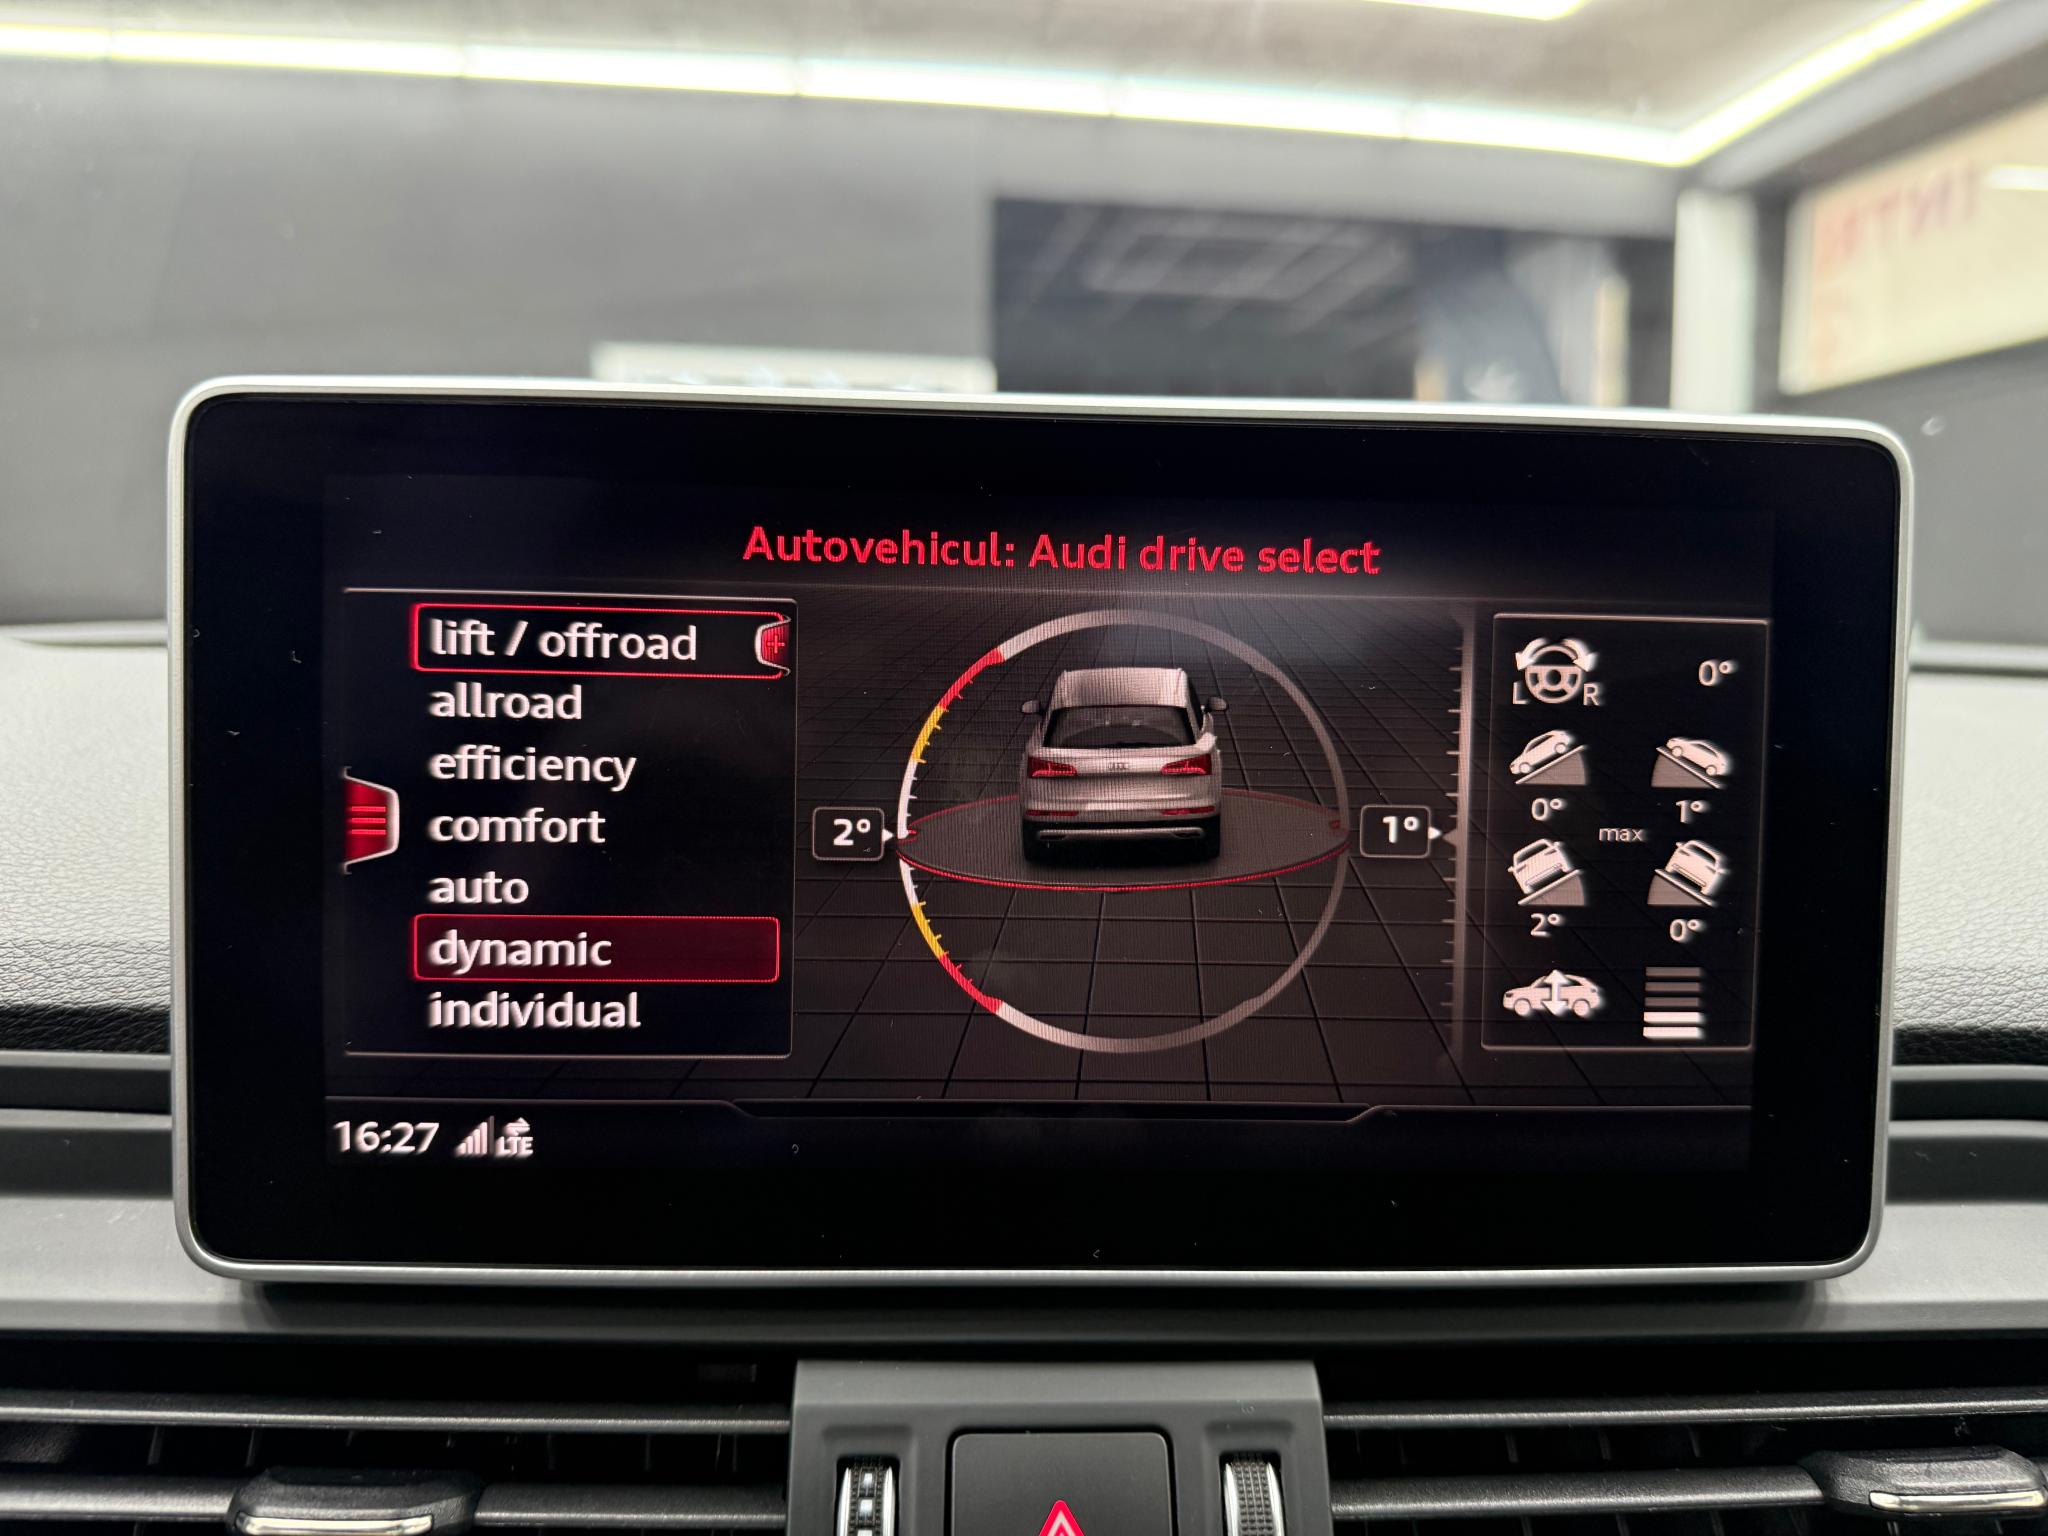 Autovehicul: Audi drive select
lift / offroad
allroad
efficiency
comfort
auto
dynamic
individual
2°
1°
L R 0°
0° 1°
max
2° 0°
16:27 LTE